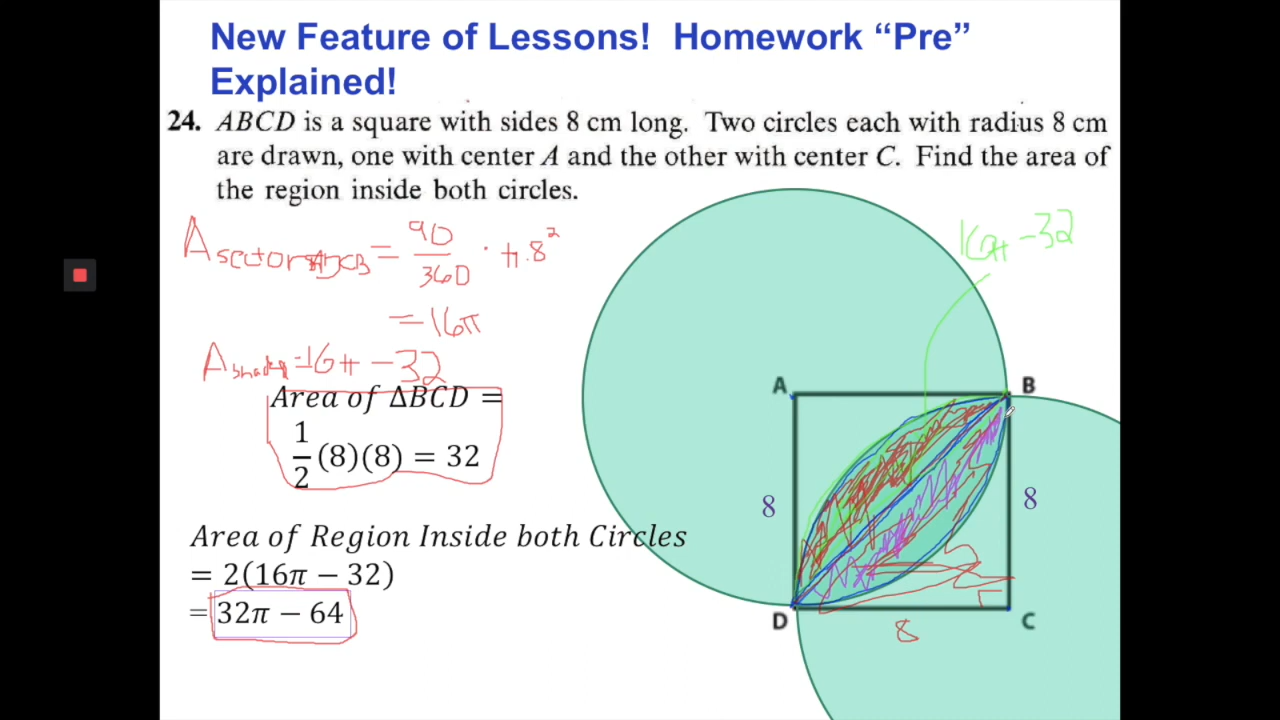 New Feature of Lessons! Homework “Pre”
Explained!
24. ABCD is a square with sides 8 cm long. Two circles each with radius 8 cm
are drawn, one with center A and the other with center C. Find the area of
the region inside both circles.
= 90/360 · π·8²
= 16π
16π - 32
= 16π - 32
Area of ΔBCD =
1/2 (8)(8) = 32
Area of Region Inside both Circles
= 2(16π − 32)
= 32π − 64
A
B
8
8
D
C
8